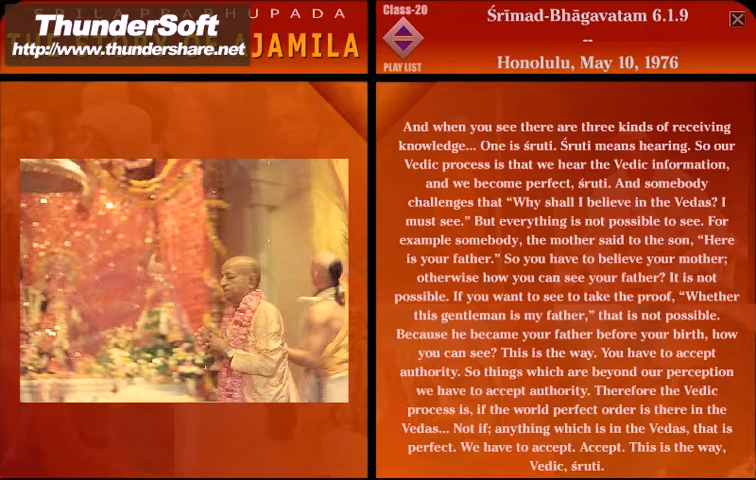 SRILA PRABHUPADA
THE STORY OF AJAMILA
ThunderSoft
http://www.thundershare.net
Class-20
PLAY LIST
Śrīmad-Bhāgavatam 6.1.9
--
Honolulu, May 10, 1976
And when you see there are three kinds of receiving
knowledge... One is śruti. Śruti means hearing. So our
Vedic process is that we hear the Vedic information,
and we become perfect, śruti. And somebody
challenges that “Why shall I believe in the Vedas? I
must see.” But everything is not possible to see. For
example somebody, the mother said to the son, “Here
is your father.” So you have to believe your mother;
otherwise how you can see your father? It is not
possible. If you want to see to take the proof, “Whether
this gentleman is my father,” that is not possible.
Because he became your father before your birth, how
you can see? This is the way. You have to accept
authority. So things which are beyond our perception
we have to accept authority. Therefore the Vedic
process is, if the world perfect order is there in the
Vedas... Not if; anything which is in the Vedas, that is
perfect. We have to accept. Accept. This is the way,
Vedic, śruti.